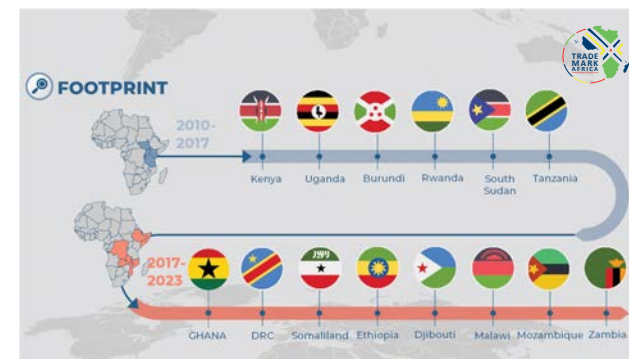 TRADE
MARK
AFRICA
FOOTPRINT
2010-
2017
Kenya
Uganda
Burundi
Rwanda
South
Sudan
Tanzania
2017-
2023
GHANA
DRC
Somaliland
Ethiopia
Djibouti
Malawi
Mozambique
Zambia